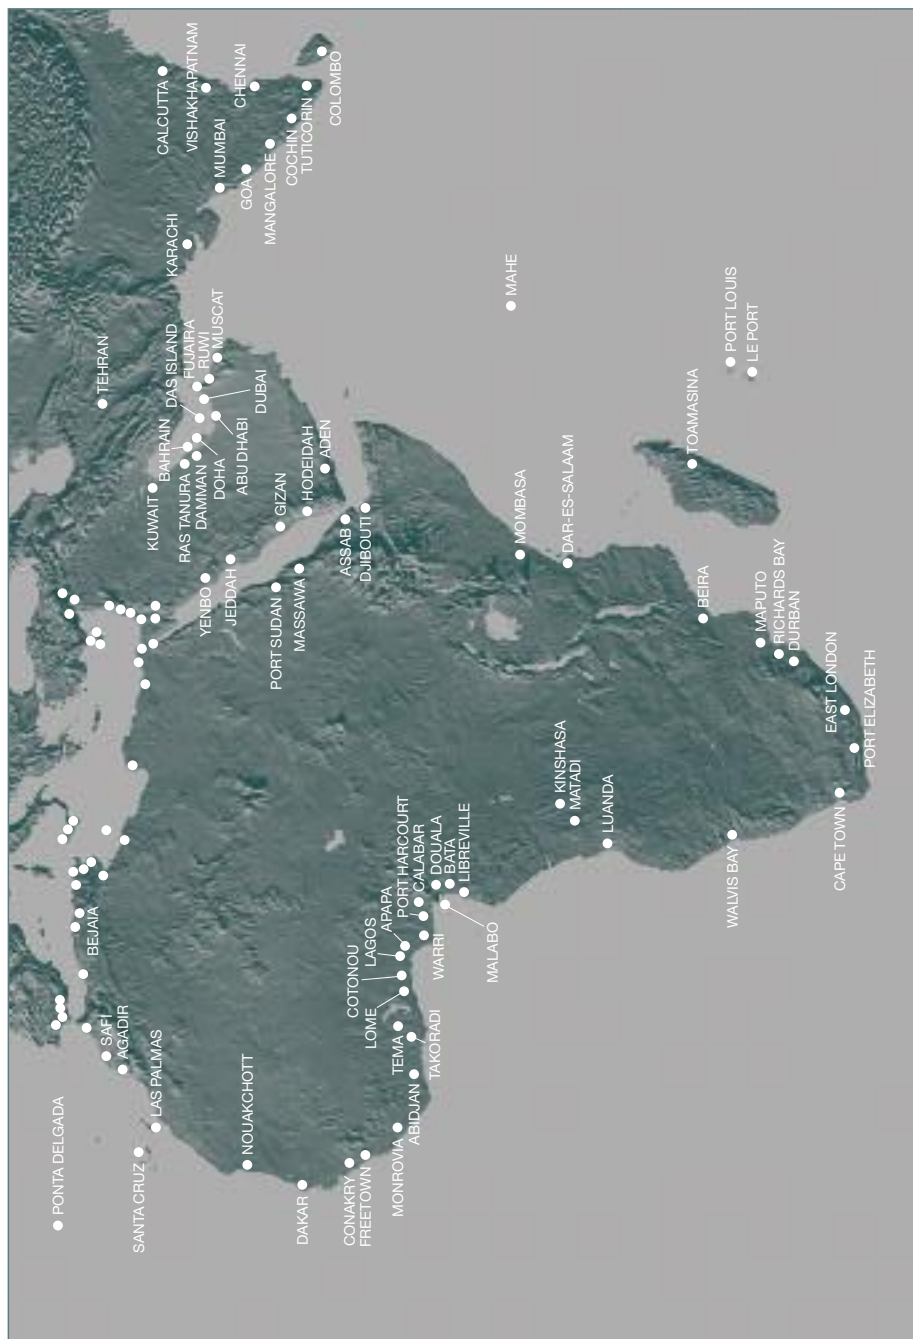 PONTA DELGADA
SANTA CRUZ
LAS PALMAS
SAFI
AGADIR
BEJAIA
NOUAKCHOTT
DAKAR
CONAKRY
FREETOWN
MONROVIA
ABIDJAN
TEMA
TAKORADI
LOME
COTONOU
LAGOS
APAPA
WARRI
PORT HARCOURT
CALABAR
DOUALA
BATA
LIBREVILLE
MALABO
KINSHASA
MATADI
LUANDA
WALVIS BAY
CAPE TOWN
PORT ELIZABETH
EAST LONDON
DURBAN
RICHARDS BAY
MAPUTO
BEIRA
TOAMASINA
DAR-ES-SALAAM
MOMBASA
PORT LOUIS
LE PORT
MAHE
DJIBOUTI
ASSAB
MASSAWA
PORT SUDAN
YENBO
JEDDAH
GIZAN
HODEIDAH
ADEN
KUWAIT
RAS TANURA
DAMMAN
BAHRAIN
DOHA
ABU DHABI
DAS ISLAND
DUBAI
FUJAIRA
RUWI
MUSCAT
TEHRAN
KARACHI
MUMBAI
GOA
MANGALORE
COCHIN
TUTICORIN
COLOMBO
CHENNAI
VISHAKHAPATNAM
CALCUTTA